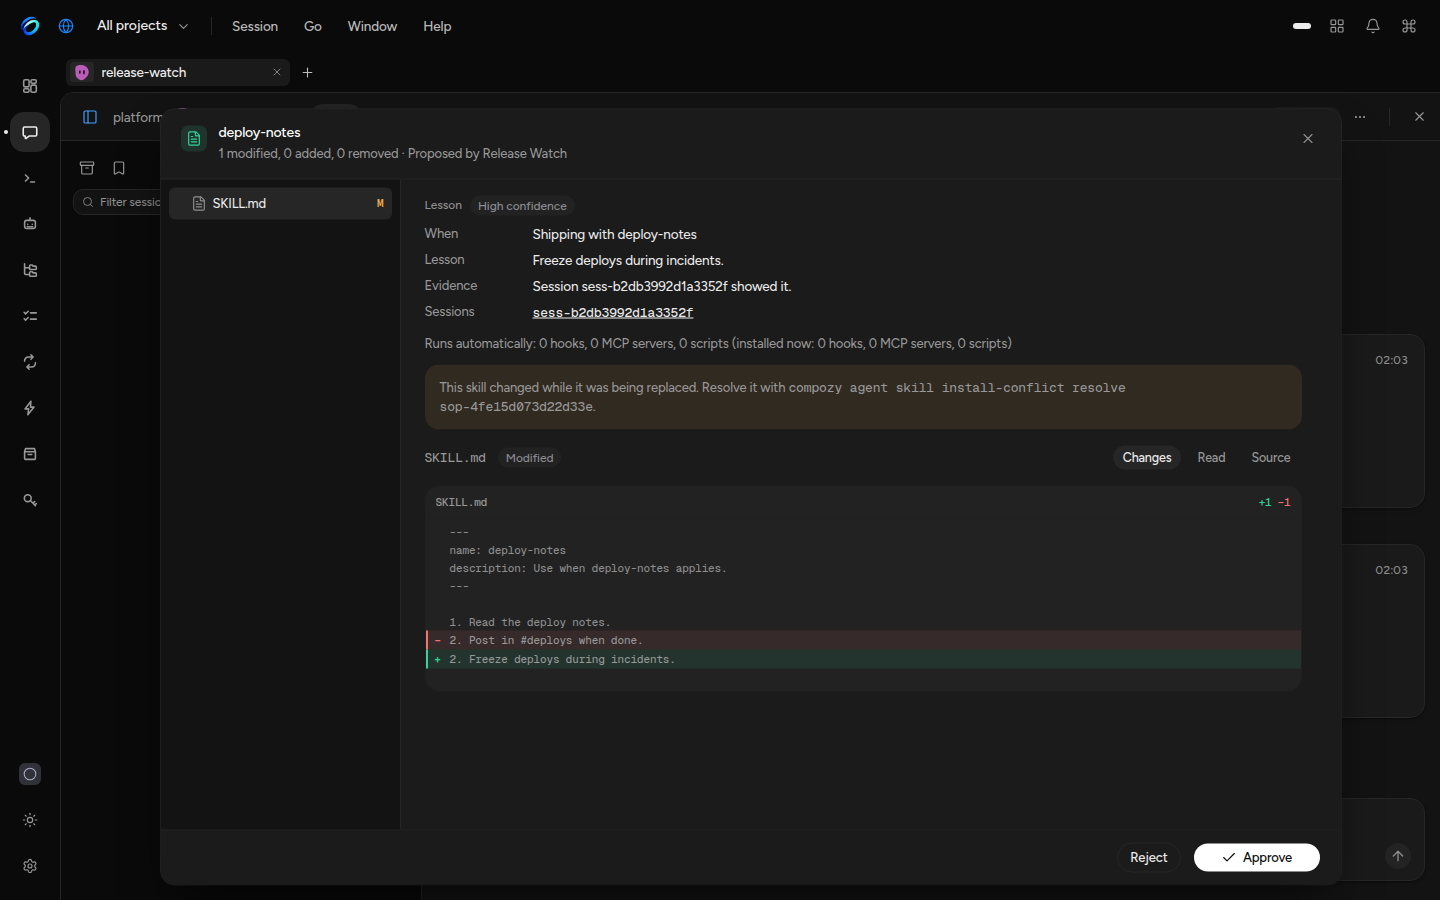 All projects
Session
Go
Window
Help
release-watch
platform
deploy-notes
1 modified, 0 added, 0 removed · Proposed by Release Watch
Filter sessic
SKILL.md
M
Lesson
High confidence
When
Shipping with deploy-notes
Lesson
Freeze deploys during incidents.
Evidence
Session sess-b2db3992d1a3352f showed it.
Sessions
sess-b2db3992d1a3352f
Runs automatically: 0 hooks, 0 MCP servers, 0 scripts (installed now: 0 hooks, 0 MCP servers, 0 scripts)
This skill changed while it was being replaced. Resolve it with compozy agent skill install-conflict resolve
sop-4fe15d073d22d33e.
SKILL.md
Modified
Changes
Read
Source
SKILL.md
+1 -1
---
name: deploy-notes
description: Use when deploy-notes applies.
---
1. Read the deploy notes.
- 2. Post in #deploys when done.
+ 2. Freeze deploys during incidents.
02:03
02:03
Reject
Approve